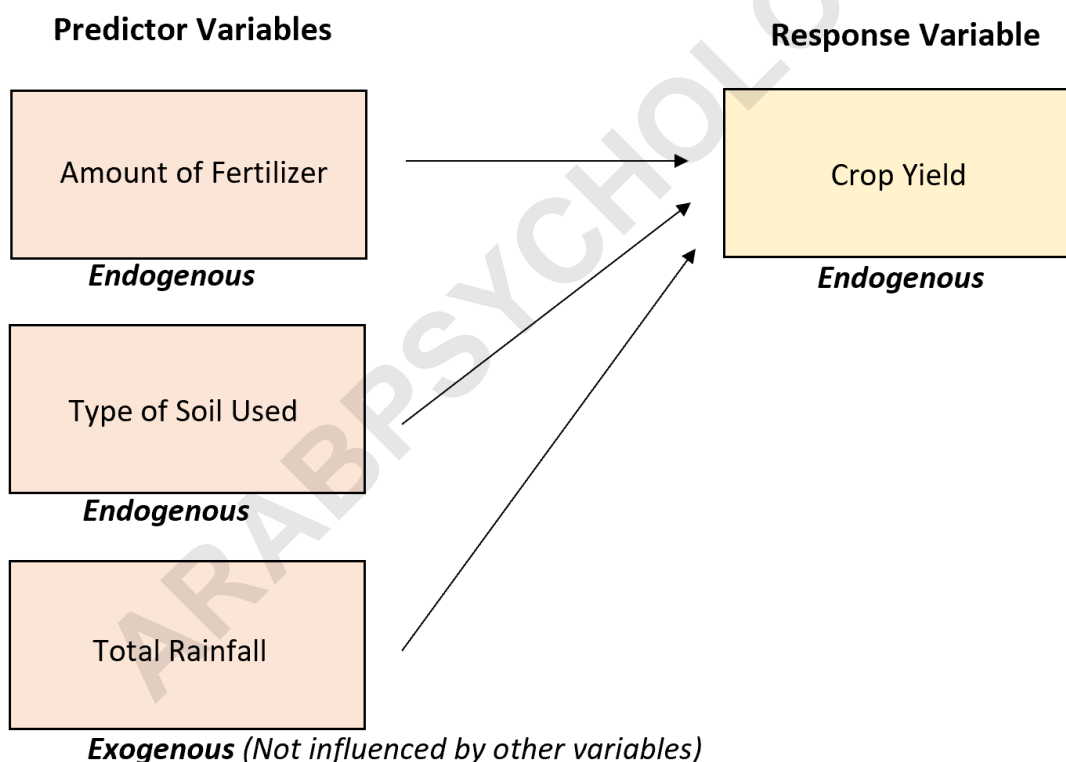 Predictor Variables
Response Variable
Amount of Fertilizer
Crop Yield
Endogenous
Endogenous
Type of Soil Used
Endogenous
Total Rainfall
Exogenous (Not influenced by other variables)
ARABPSYCHOLO